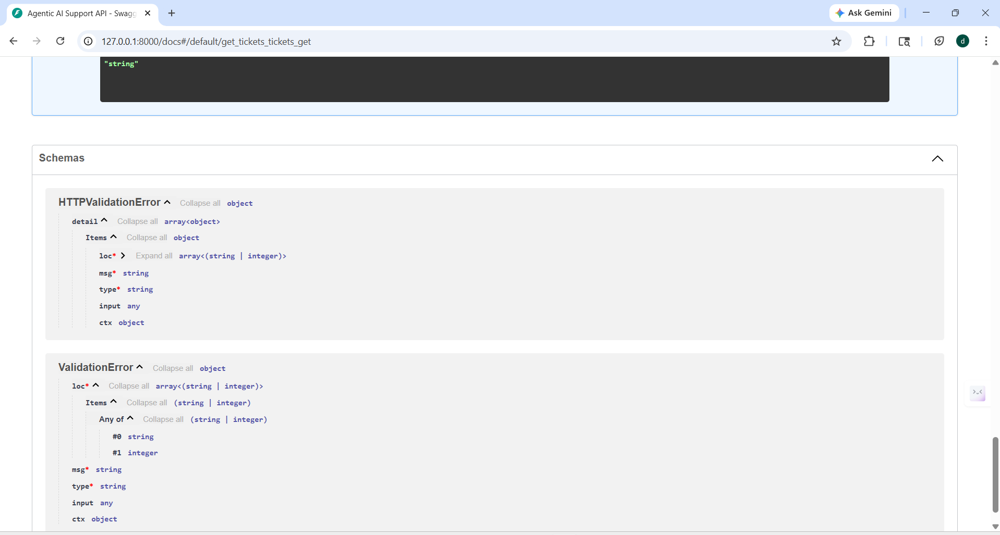 Agentic AI Support API - Swagg
Ask Gemini
127.0.0.1:8000/docs#/default/get_tickets_tickets_get
d
"string"
Schemas
HTTPValidationError Collapse all object
detail Collapse all array<object>
Items Collapse all object
loc* Expand all array<(string | integer)>
msg* string
type* string
input any
ctx object
ValidationError Collapse all object
loc* Collapse all array<(string | integer)>
Items Collapse all (string | integer)
Any of Collapse all (string | integer)
#0 string
#1 integer
msg* string
type* string
input any
ctx object